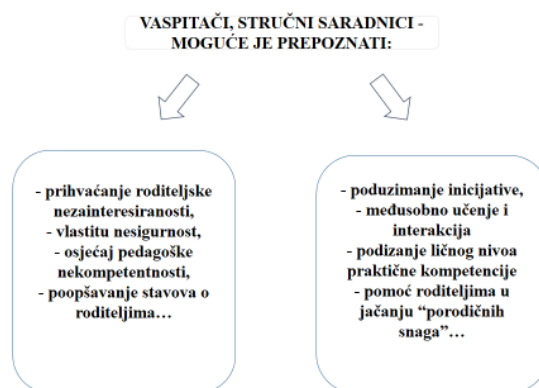 VASPITAČI, STRUČNI SARADNICI -
MOGUĆE JE PREPOZNATI:
- prihvaćanje roditeljske
nezainteresiranosti,
- vlastitu nesigurnost,
- osjećaj pedagoške
nekompetentnosti,
- poopšavanje stavova o
roditeljima…
- poduzimanje inicijative,
- međusobno učenje i
interakcija
- podizanje ličnog nivoa
praktične kompetencije
- pomoć roditeljima u
jačanju “porodičnih
snaga”…